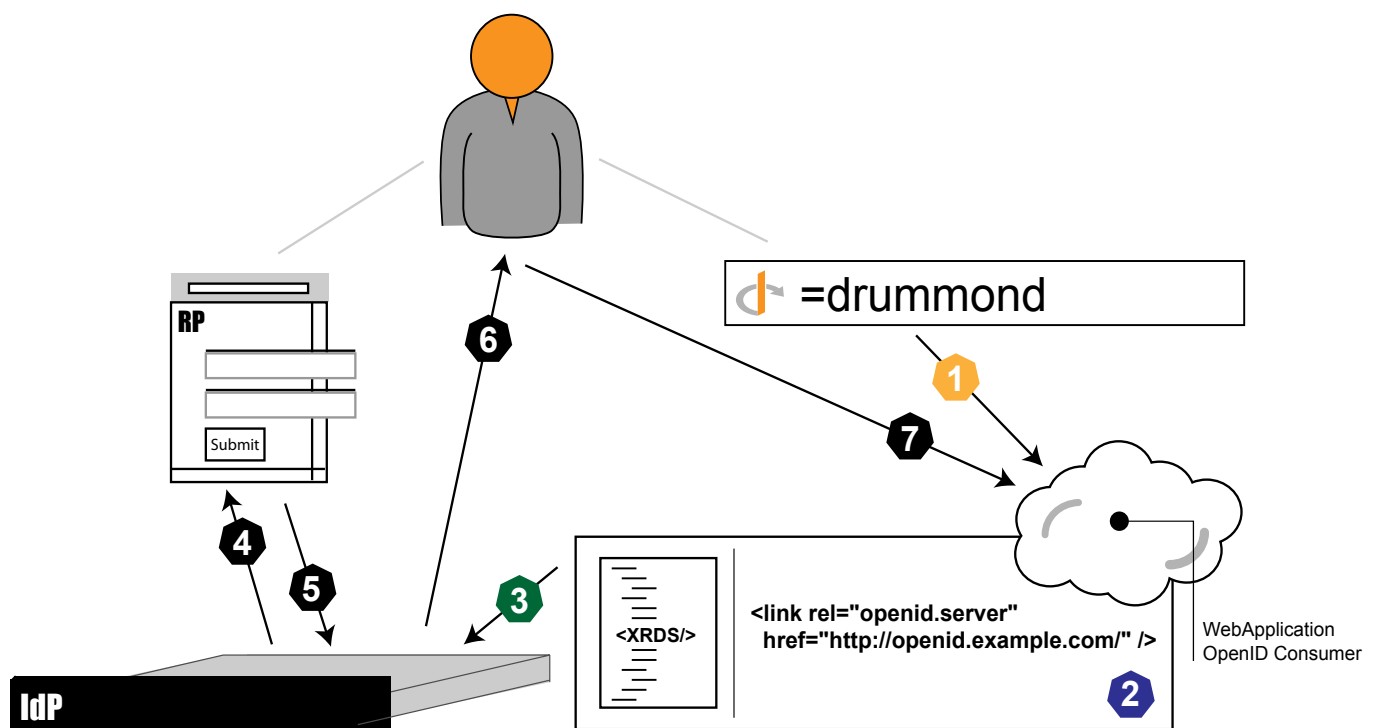 =drummond
RP
6
1
7
Submit
4
5
3
<XRDS/>
<link rel="openid.server"
href="http://openid.example.com/" />
WebApplication
OpenID Consumer
2
IdP